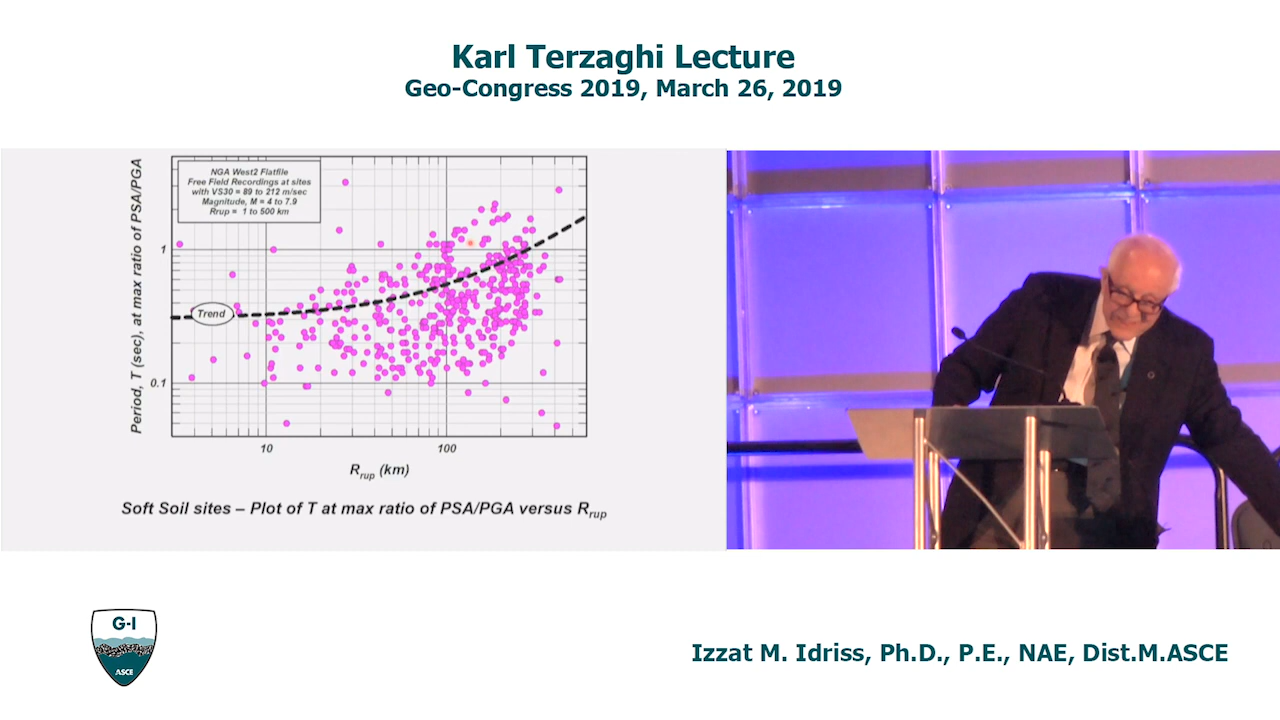 Karl Terzaghi Lecture
Geo-Congress 2019, March 26, 2019
NGA West2 Flatfile
Free Field Recordings at sites
with VS30 = 89 to 212 m/sec
Magnitude, M = 4 to 7.9
Rrup = 1 to 500 km
Period, T (sec), at max ratio of PSA/PGA
1
Trend
0.1
10 100
Rrup (km)
Soft Soil sites – Plot of T at max ratio of PSA/PGA versus Rrup
G-I
ASCE
Izzat M. Idriss, Ph.D., P.E., NAE, Dist.M.ASCE